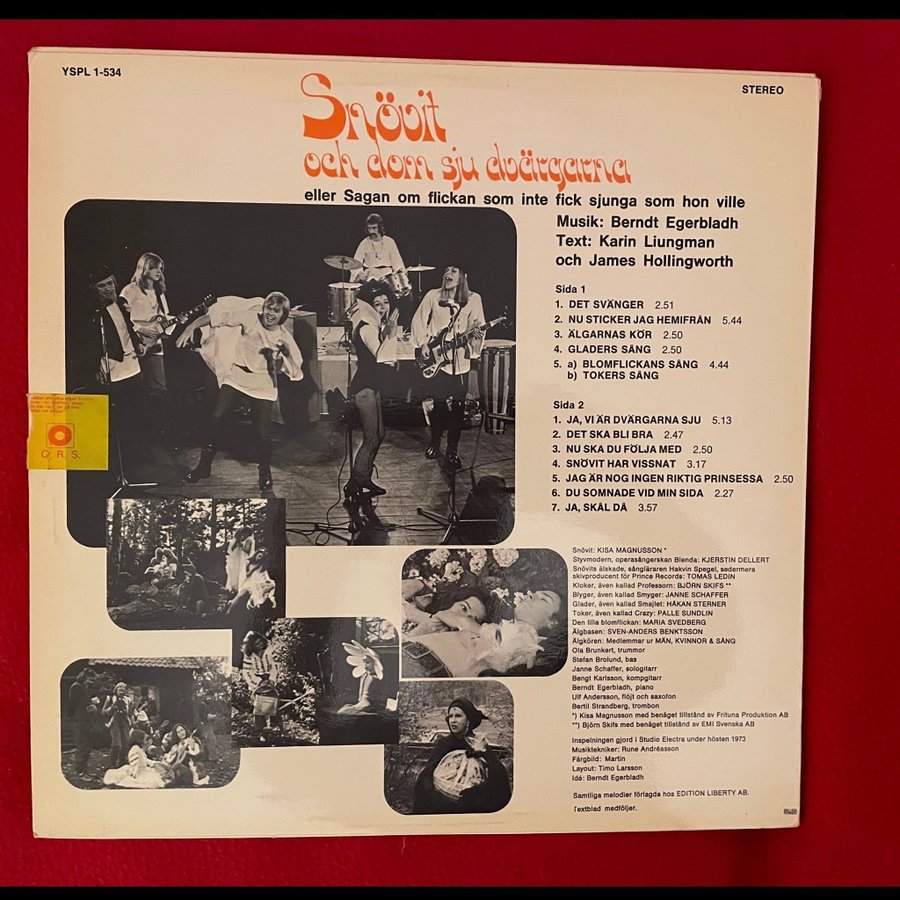 YSPL 1-534
STEREO
Snövit
och dom sju dvärgarna
eller Sagan om flickan som inte fick sjunga som hon ville
Musik: Berndt Egerbladh
Text: Karin Liungman
och James Hollingworth
Sida 1
1. DET SVÄNGER 2.51
2. NU STICKER JAG HEMIFRÅN 5.44
3. ÄLGARNAS KÖR 2.50
4. GLADERS SÅNG 2.50
5. a) BLOMFLICKANS SÅNG 4.44
b) TOKERS SÅNG
Sida 2
1. JA, VI ÄR DVÄRGARNA SJU 5.13
2. DET SKA BLI BRA 2.47
3. NU SKA DU FÖLJA MED 2.50
4. SNÖVIT HAR VISSNAT 3.17
5. JAG ÄR NOG INGEN RIKTIG PRINSESSA 2.50
6. DU SOMNADE VID MIN SIDA 2.27
7. JA, SKÅL DÅ 3.57
G. R. S.
Snövit: KISA MAGNUSSON *
Styvmodern, operasångerskan Blenda: KJERSTIN DELLERT
Snövits älskade, sångläraren Hakvin Spegel, sedermera
skivproducent för Prince Records: TOMAS LEDIN
Kloker, även kallad Professorn: BJÖRN SKIFS **
Blyger, även kallad Smyger: JANNE SCHAFFER
Glader, även kallad Smajlet: HÅKAN STERNER
Toker, även kallad Crazy: PALLE SUNDLIN
Den lilla blomflickan: MARIA SVEDBERG
Älgbasen: SVEN-ANDERS BENKTSSON
Älgkören: Medlemmar ur MÄN, KVINNOR & SÅNG
Ola Brunkert, trummor
Stefan Brolund, bas
Janne Schaffer, sologitarr
Bengt Karlsson, kompgitarr
Berndt Egerbladh, piano
Ulf Andersson, flöjt och saxofon
Bertil Strandberg, trombon
*) Kisa Magnusson med benäget tillstånd av Frituna Produktion AB
**) Björn Skifs med benäget tillstånd av EMI Svenska AB
Inspelningen gjord i Studio Electra under hösten 1973
Musiktekniker: Rune Andréasson
Färgbild: Martin
Layout: Timo Larsson
Idé: Berndt Egerbladh
Samtliga melodier förlagda hos EDITION LIBERTY AB.
Textblad medföljer.